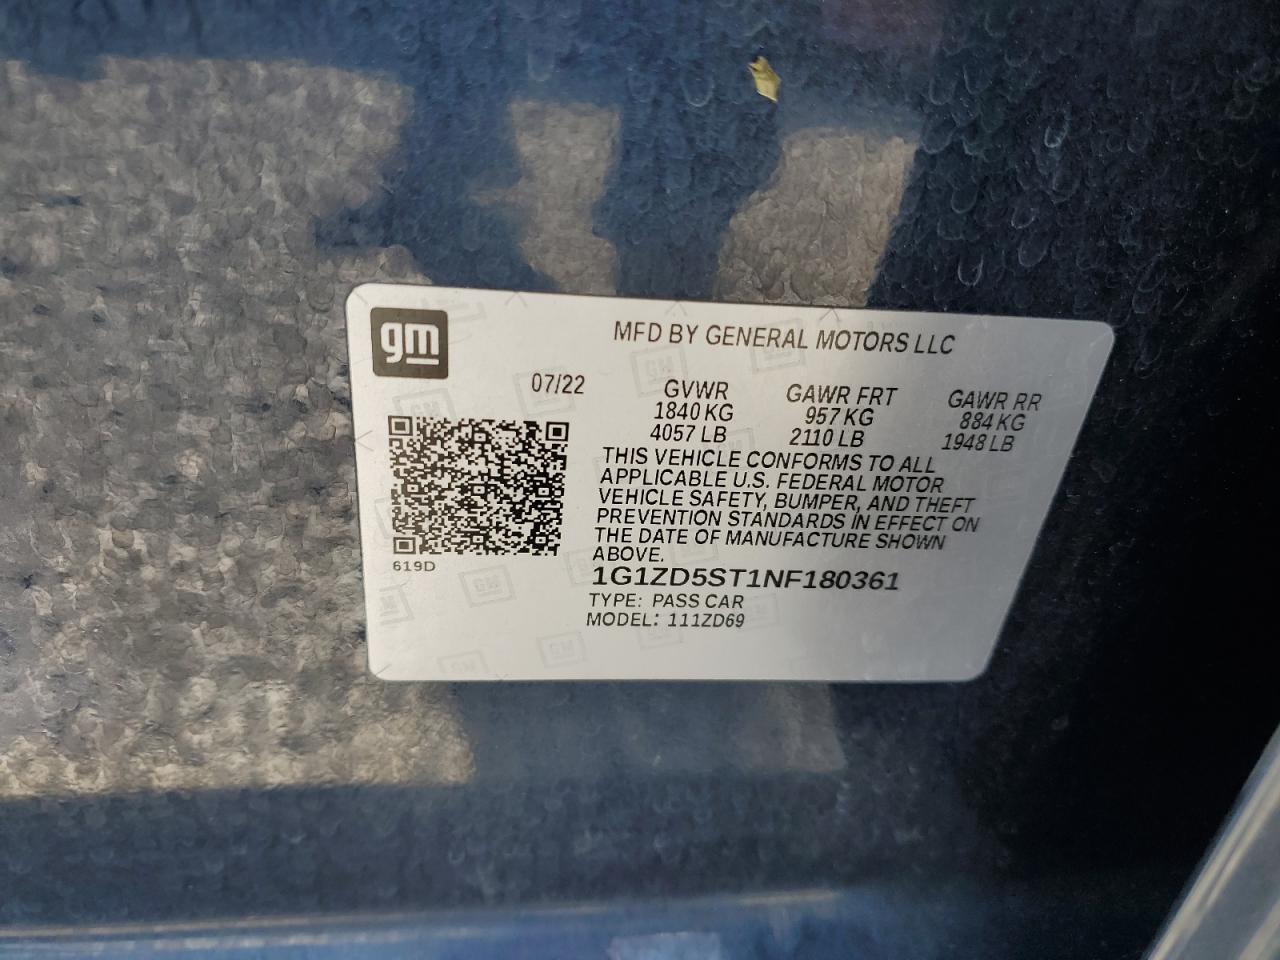 gm
MFD BY GENERAL MOTORS LLC
07/22 GVWR GAWR FRT GAWR RR
1840 KG 957 KG 884 KG
4057 LB 2110 LB 1948 LB
THIS VEHICLE CONFORMS TO ALL
APPLICABLE U.S. FEDERAL MOTOR
VEHICLE SAFETY, BUMPER, AND THEFT
PREVENTION STANDARDS IN EFFECT ON
THE DATE OF MANUFACTURE SHOWN
ABOVE.
619D
1G1ZD5ST1NF180361
TYPE: PASS CAR
MODEL: 111ZD69